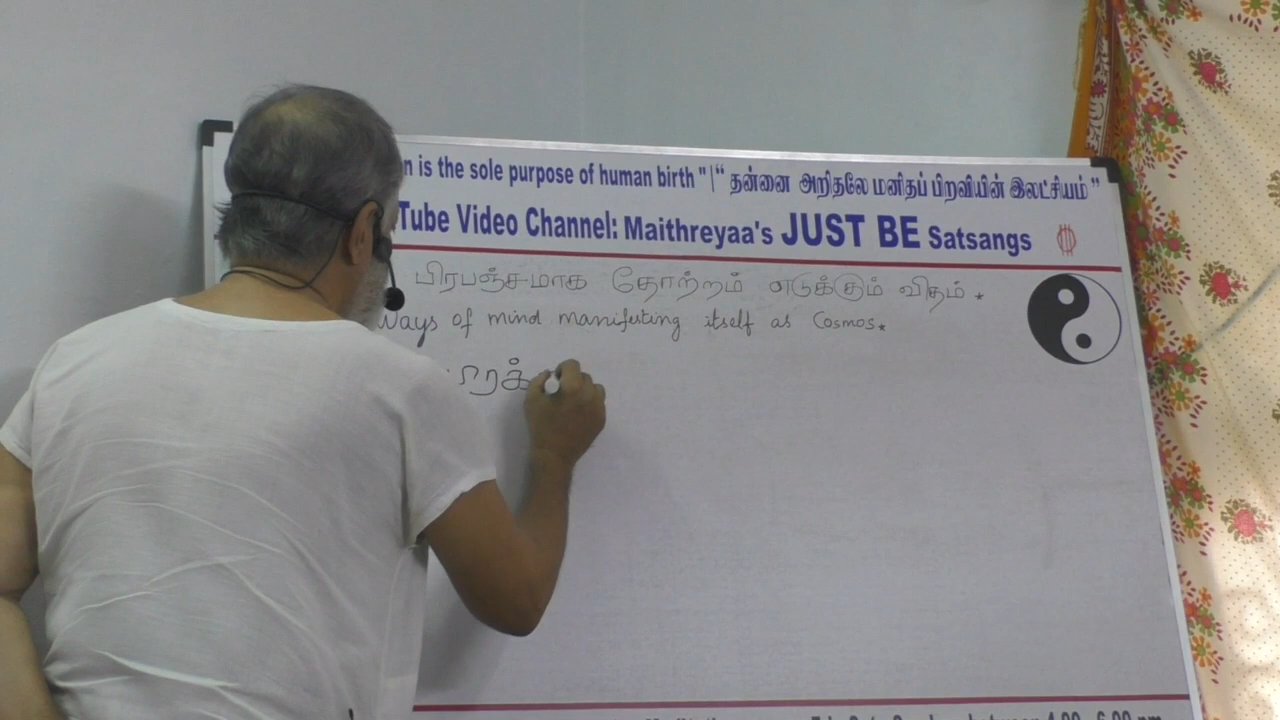 is the sole purpose of human birth "|" தன்னை அறிதலே மனிதப் பிறவியின் இலட்சியம் "
Tube Video Channel: Maithreyaa's JUST BE Satsangs
பிரபஞ்சமாக தோற்றம் எடுக்கும் விதம் *
Ways of mind manifesting itself as Cosmos*